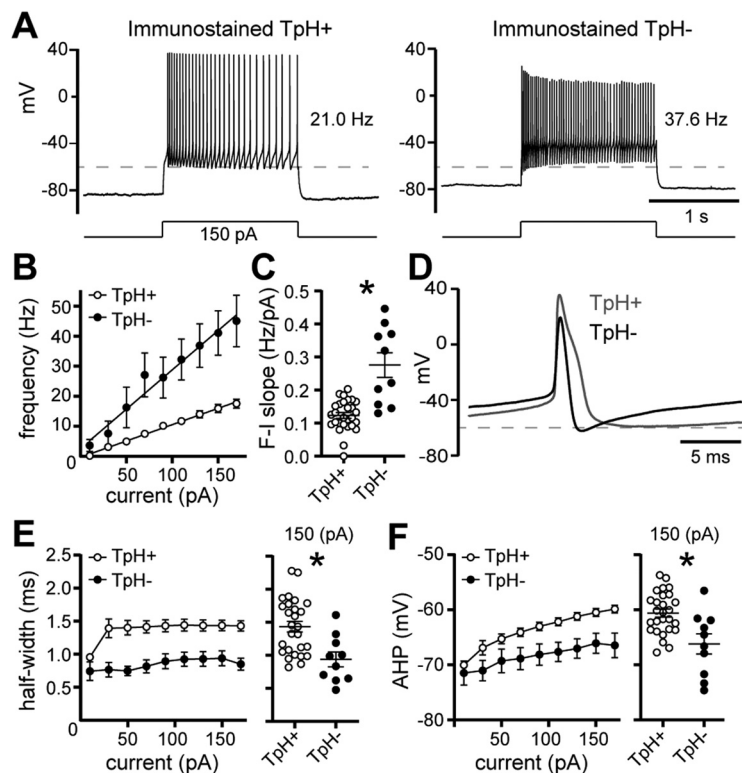 A
Immunostained TpH+
Immunostained TpH-
40
0
-40
-80
mV
21.0 Hz
150 pA
40
0
-40
-80
37.6 Hz
1 s
B
TpH+
TpH-
frequency (Hz)
50
40
30
20
10
0
50
100
150
current (pA)
C
*
F-I slope (Hz/pA)
0.5
0.4
0.3
0.2
0.1
0.0
TpH+
TpH-
D
40
0
-40
-80
mV
TpH+
TpH-
5 ms
E
TpH+
TpH-
half-width (ms)
2.5
2.0
1.5
1.0
0.5
0.0
50
100
150
current (pA)
150 (pA)
*
TpH+
TpH-
F
TpH+
TpH-
AHP (mV)
-50
-60
-70
-80
50
100
150
current (pA)
150 (pA)
*
TpH+
TpH-